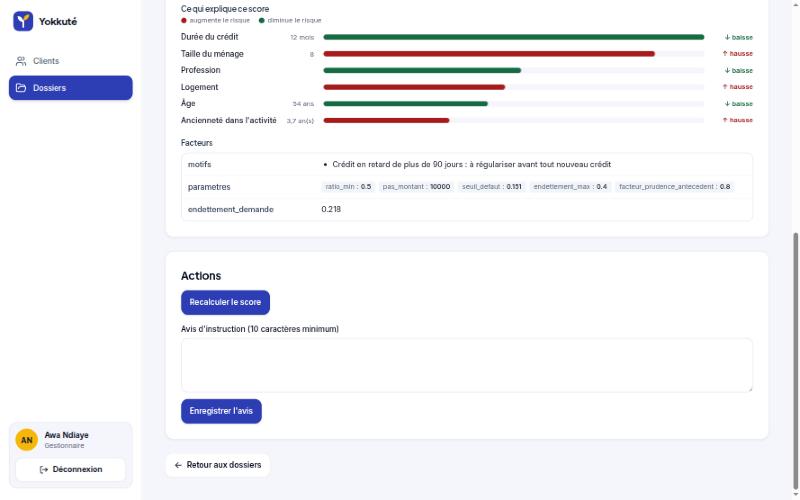 Yokkuté
Clients
Dossiers
Ce qui explique ce score
augmente le risque diminue le risque
Durée du crédit 12 mois ↓ baisse
Taille du ménage 8 ↑ hausse
Profession ↓ baisse
Logement ↑ hausse
Âge 54 ans ↓ baisse
Ancienneté dans l'activité 3,7 an(s) ↑ hausse
Facteurs
motifs • Crédit en retard de plus de 90 jours : à régulariser avant tout nouveau crédit
parametres ratio_min : 0.5 pas_montant : 10000 seuil_defaut : 0.151 endettement_max : 0.4 facteur_prudence_antecedent : 0.8
endettement_demande 0.218
Actions
Recalculer le score
Avis d'instruction (10 caractères minimum)
Enregistrer l'avis
← Retour aux dossiers
AN Awa Ndiaye
Gestionnaire
Déconnexion